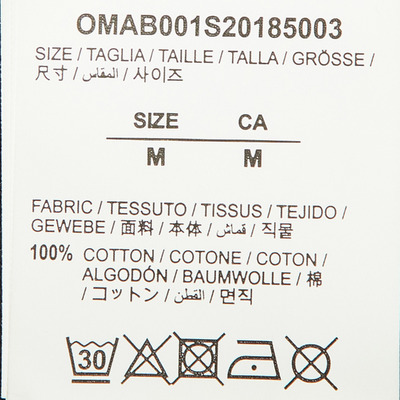 OMAB001S20185003
SIZE / TAGLIA / TAILLE / TALLA / GRÖSSE /
尺寸 / المقاس / 사이즈
SIZE CA
M M
FABRIC / TESSUTO / TISSUS / TEJIDO /
GEWEBE / 面料 / 本体 / قماش / 직물
100% COTTON / COTONE / COTON /
ALGODÓN / BAUMWOLLE / 棉
/ コットン / القطن / 면직
30